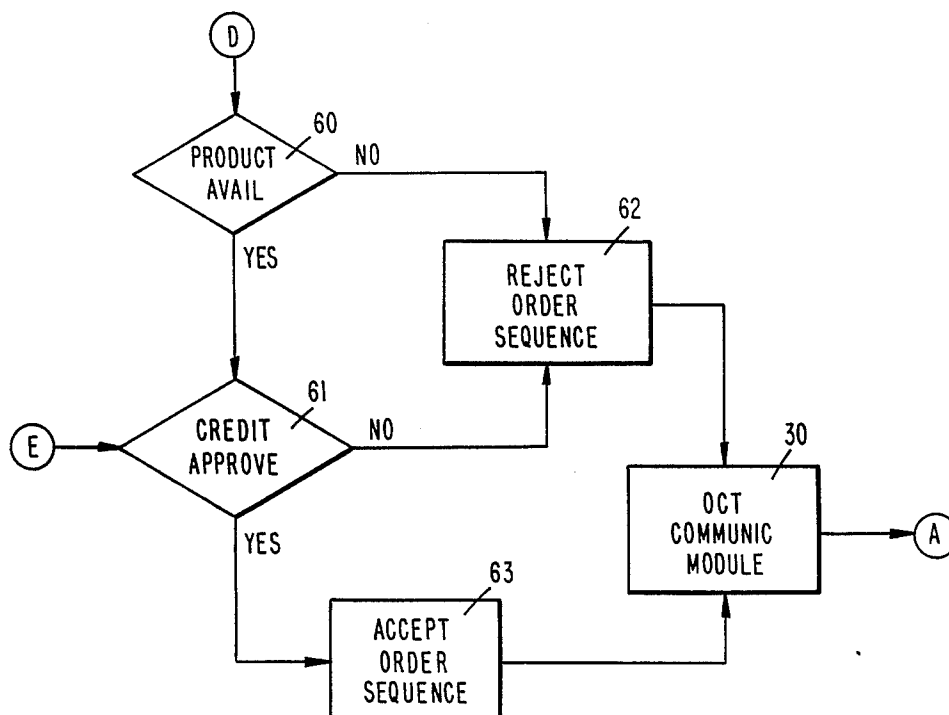 D
60
PRODUCT
AVAIL
NO
YES
62
REJECT
ORDER
SEQUENCE
61
CREDIT
APPROVE
E
NO
YES
30
OCT
COMMUNIC
MODULE
A
63
ACCEPT
ORDER
SEQUENCE